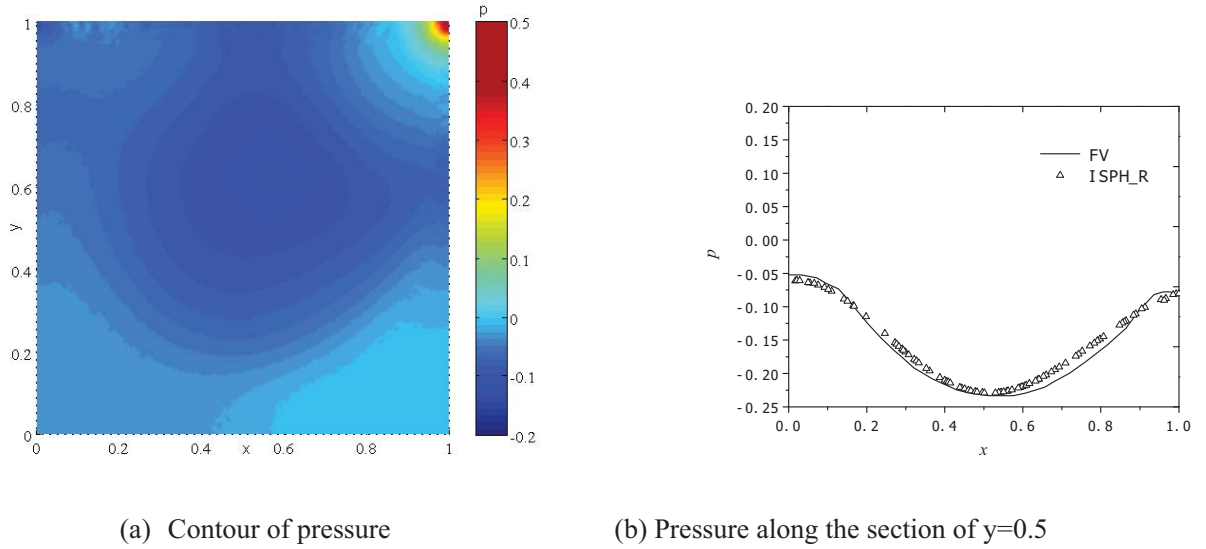 p
1
0.8
0.6
y
0.4
0.2
0
0 0.2 0.4 x 0.6 0.8 1
0.5
0.4
0.3
0.2
0.1
0
-0.1
-0.2
0.20
0.15
0.10
0.05
0.00
-0.05
-0.10
-0.15
-0.20
-0.25
p
FV
ISPH_R
0.0 0.2 0.4 0.6 0.8 1.0
x
(a) Contour of pressure
(b) Pressure along the section of y=0.5